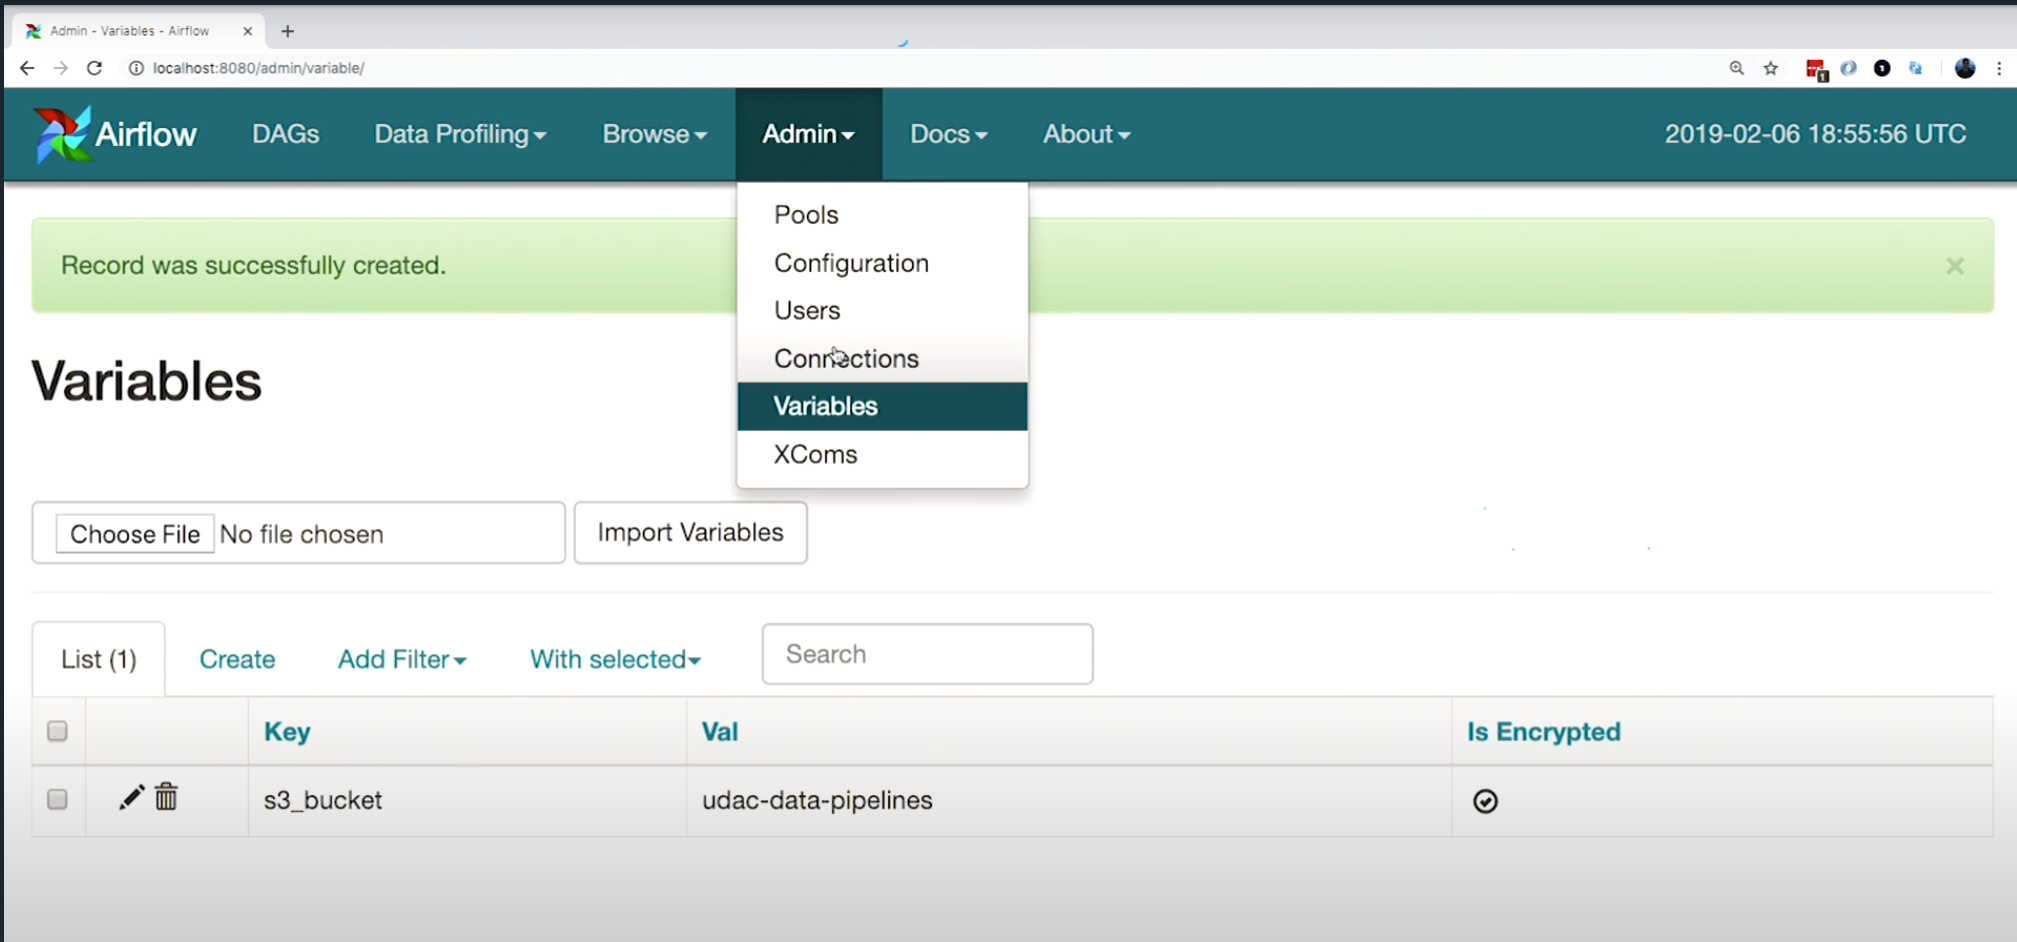 Admin - Variables - Airflow
localhost:8080/admin/variable/
1
Airflow
DAGs
Data Profiling
Browse
Admin
Docs
About
2019-02-06 18:55:56 UTC
Pools
Configuration
Users
Connections
Variables
XComs
Record was successfully created.
×
Variables
Choose File No file chosen
Import Variables
List (1)
Create
Add Filter
With selected
Search
Key Val Is Encrypted
s3_bucket udac-data-pipelines